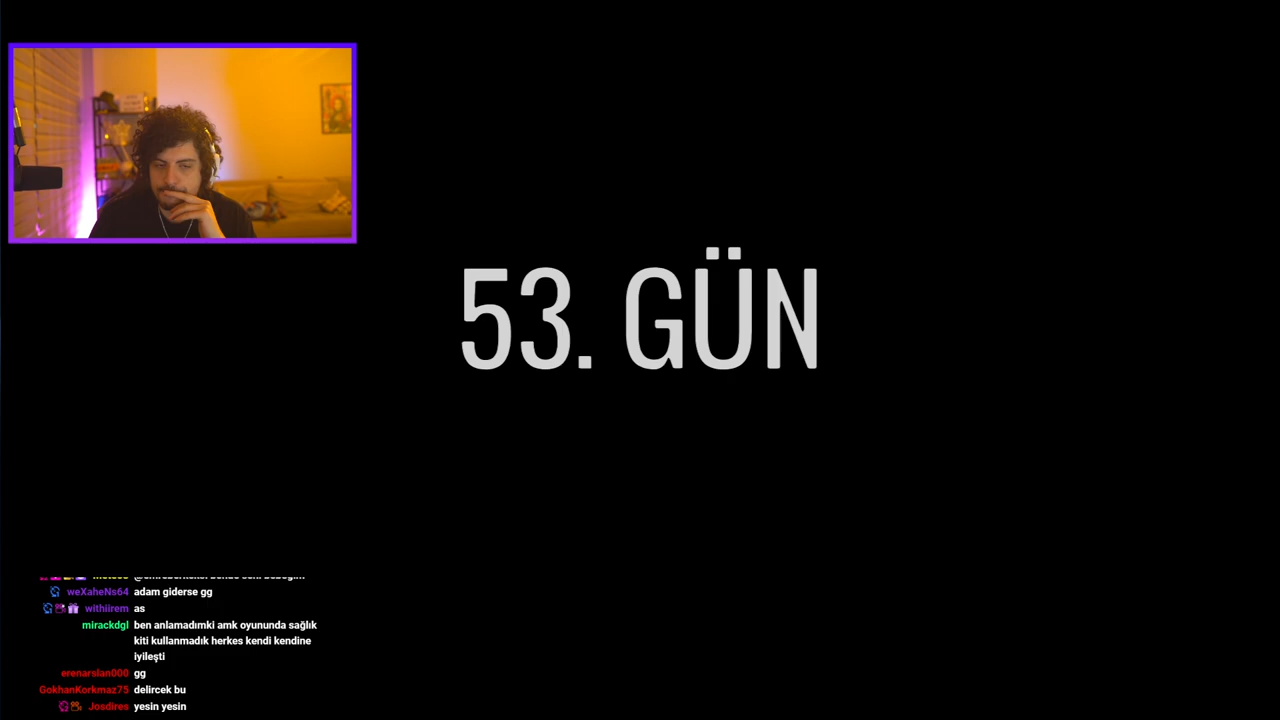 53. GÜN
weXaheNs64 adam giderse gg
withiirem as
mirackdgl ben anlamadımki amk oyununda sağlık
kiti kullanmadık herkes kendi kendine
iyileşti
erenarslan000 gg
GokhanKorkmaz75 delircek bu
Josdires yesin yesin